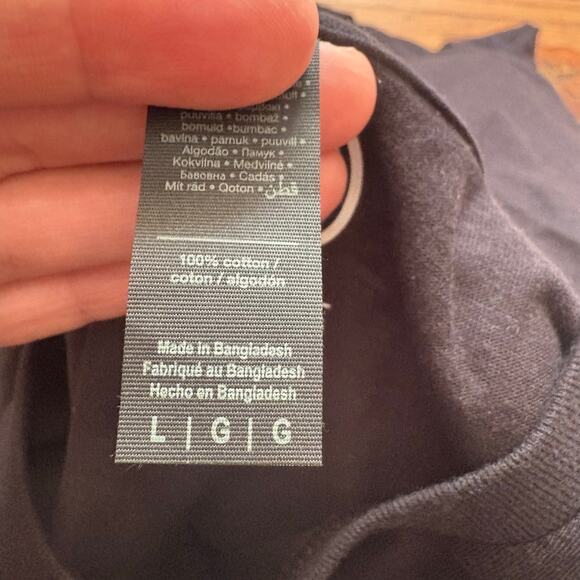 puuvilla • bombaž •
bomuld • bumbac •
bavlna • pamuk • puuvill •
Algodão • Памук •
Kokvilna • Medvilnė •
Бавовна • Cadás •
Mít rád • Qoton • قطن
100% cotton /
coton / algodon
Made in Bangladesh
Fabriqué au Bangladesh
Hecho en Bangladesh
L | G | G